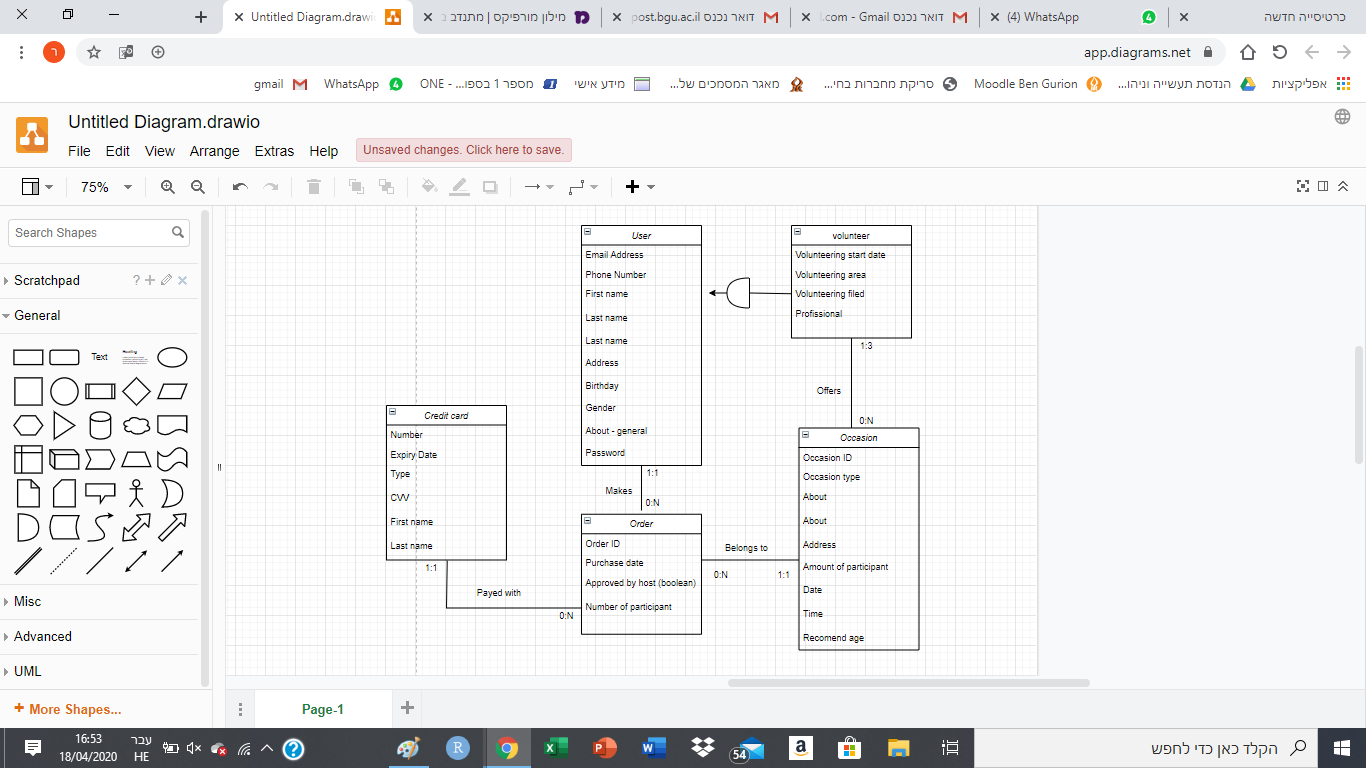 Untitled Diagram.drawi
מילון מורפיקס | מתנדב ב
דואר נכנס post.bgu.ac.il
דואר נכנס - Gmail - l.com
(4) WhatsApp
כרטיסייה חדשה
ר
app.diagrams.net
gmail
WhatsApp
ONE - מספר 1 בספו...
מידע אישי
מאגר המסמכים של...
סריקת מחברות בחי...
Moodle Ben Gurion
הנדסת תעשייה וניהו...
אפליקציות
Untitled Diagram.drawio
File Edit View Arrange Extras Help
Unsaved changes. Click here to save.
75%
Search Shapes
Scratchpad
General
Text
Heading
Misc
Advanced
UML
+ More Shapes...
User
Email Address
Phone Number
First name
Last name
Last name
Address
Birthday
Gender
About - general
Password
volunteer
Volunteering start date
Volunteering area
Volunteering filed
Profissional
1:3
Offers
0:N
Credit card
Number
Expiry Date
Type
CVV
First name
Last name
1:1
Payed with
0:N
1:1
Makes
0:N
Order
Order ID
Purchase date
Approved by host (boolean)
Number of participant
Belongs to
0:N
1:1
Occasion
Occasion ID
Occasion type
About
About
Address
Amount of participant
Date
Time
Recomend age
Page-1
16:53
18/04/2020
עבר
HE
?
R
54
a
הקלד כאן כדי לחפש